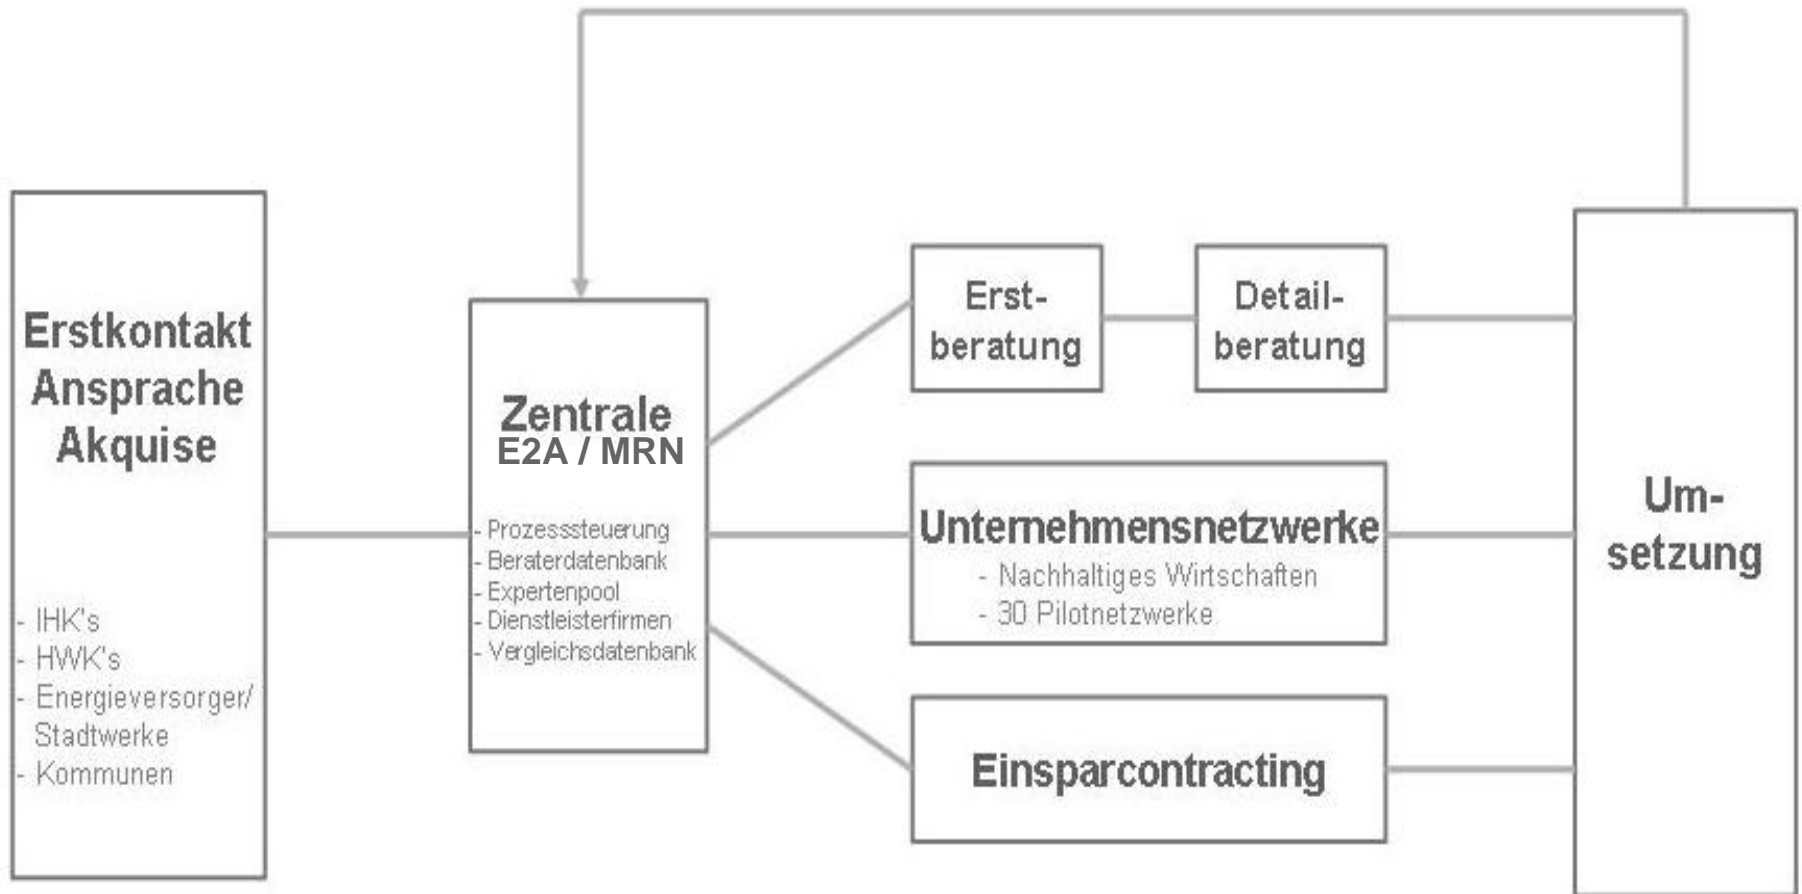 Erstkontakt
Ansprache
Akquise
- IHK's
- HWK's
- Energieversorger/
Stadtwerke
- Kommunen
Zentrale
E2A / MRN
- Prozesssteuerung
- Beraterdatenbank
- Expertenpool
- Dienstleisterfirmen
- Vergleichsdatenbank
Erst-
beratung
Detail-
beratung
Unternehmensnetzwerke
- Nachhaltiges Wirtschaften
- 30 Pilotnetzwerke
Einsparcontracting
Um-
setzung